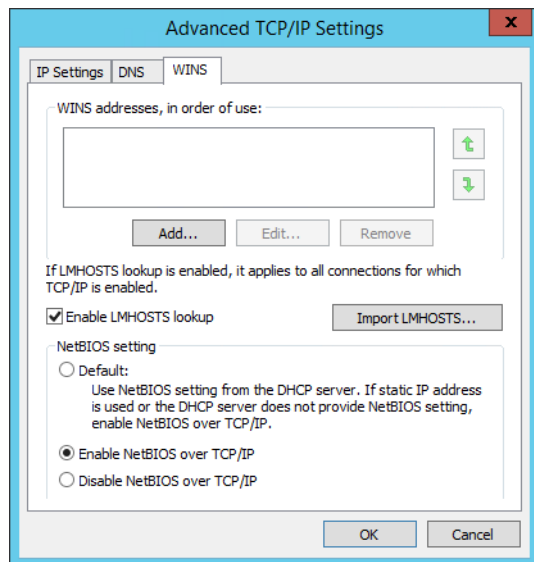 Advanced TCP/IP Settings
x
IP Settings DNS WINS
WINS addresses, in order of use:
Add... Edit... Remove
If LMHOSTS lookup is enabled, it applies to all connections for which
TCP/IP is enabled.
Enable LMHOSTS lookup Import LMHOSTS...
NetBIOS setting
Default:
Use NetBIOS setting from the DHCP server. If static IP address
is used or the DHCP server does not provide NetBIOS setting,
enable NetBIOS over TCP/IP.
Enable NetBIOS over TCP/IP
Disable NetBIOS over TCP/IP
OK Cancel